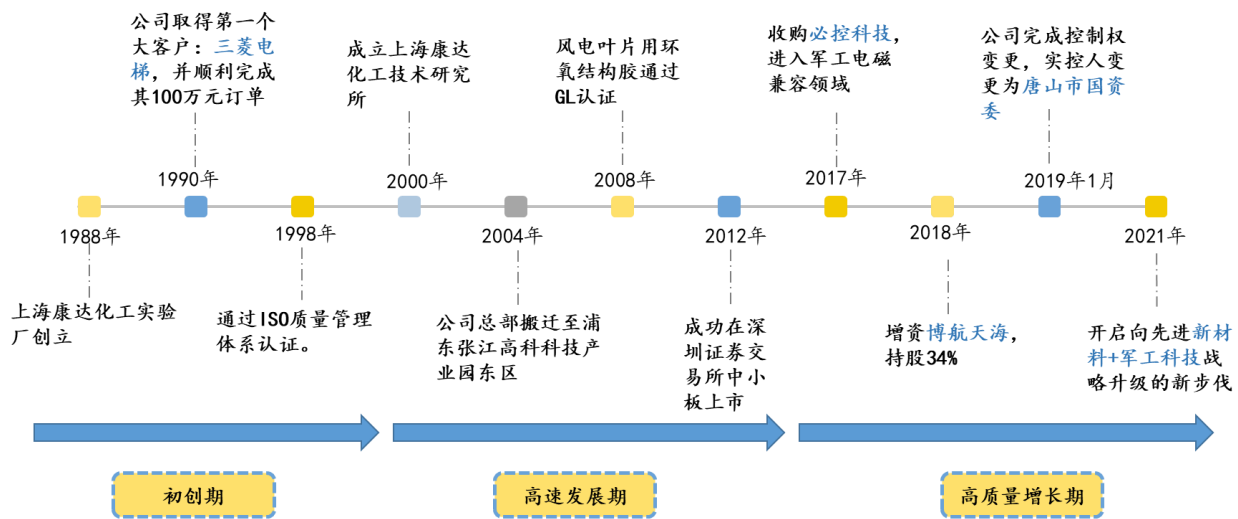 公司取得第一个
大客户：三菱电
梯，并顺利完成
其100万元订单
成立上海康达
化工技术研究
所
风电叶片用环
氧结构胶通过
GL认证
收购必控科技，
进入军工电磁
兼容领域
公司完成控制权
变更，实控人变
更为唐山市国资
委
1990年
2000年
2008年
2017年
2019年1月
1988年
1998年
2004年
2012年
2018年
2021年
上海康达化工实验
厂创立
通过ISO质量管理
体系认证。
公司总部搬迁至浦
东张江高科科技产
业园东区
成功在深
圳证券交
易所中小
板上市
增资博航天海，
持股34%
开启向先进新材
料+军工科技战
略升级的新步伐
初创期
高速发展期
高质量增长期